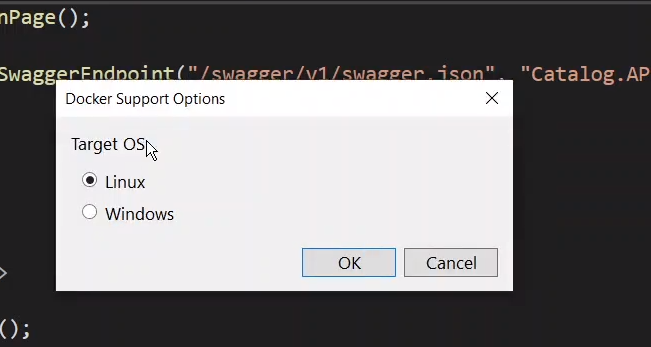 nPage();
SwaggerEndpoint("/swagger/v1/swagger.json", "Catalog.AP
Docker Support Options
Target OS
Linux
Windows
OK
Cancel
>
();